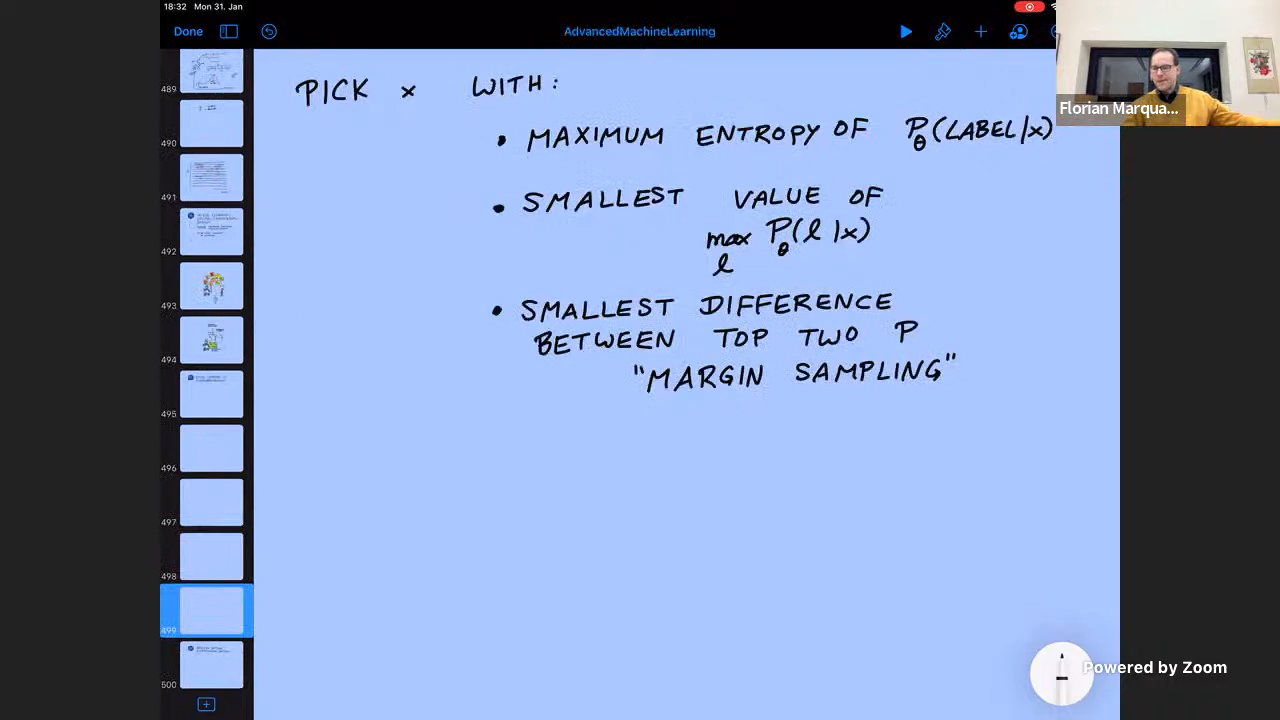 18:32 Mon 31. Jan
Done
AdvancedMachineLearning
PICK x WITH:
• MAXIMUM ENTROPY OF P_θ(LABEL|x)
• SMALLEST VALUE OF
max P_θ(l|x)
l
• SMALLEST DIFFERENCE
BETWEEN TOP TWO P
"MARGIN SAMPLING"
Florian Marqua...
489
490
491
492
493
494
495
496
497
498
499
500
Powered by Zoom